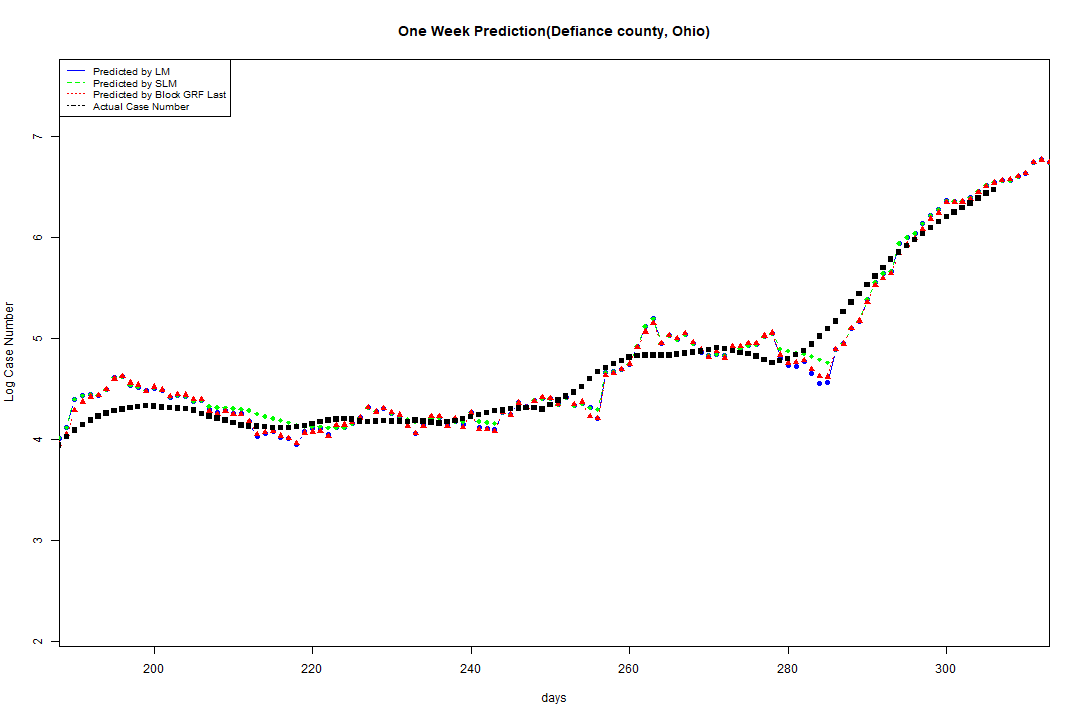 One Week Prediction(Defiance county, Ohio)
Predicted by LM
Predicted by SLM
Predicted by Block GRF Last
Actual Case Number
7
6
5
4
3
2
Log Case Number
200 220 240 260 280 300
days